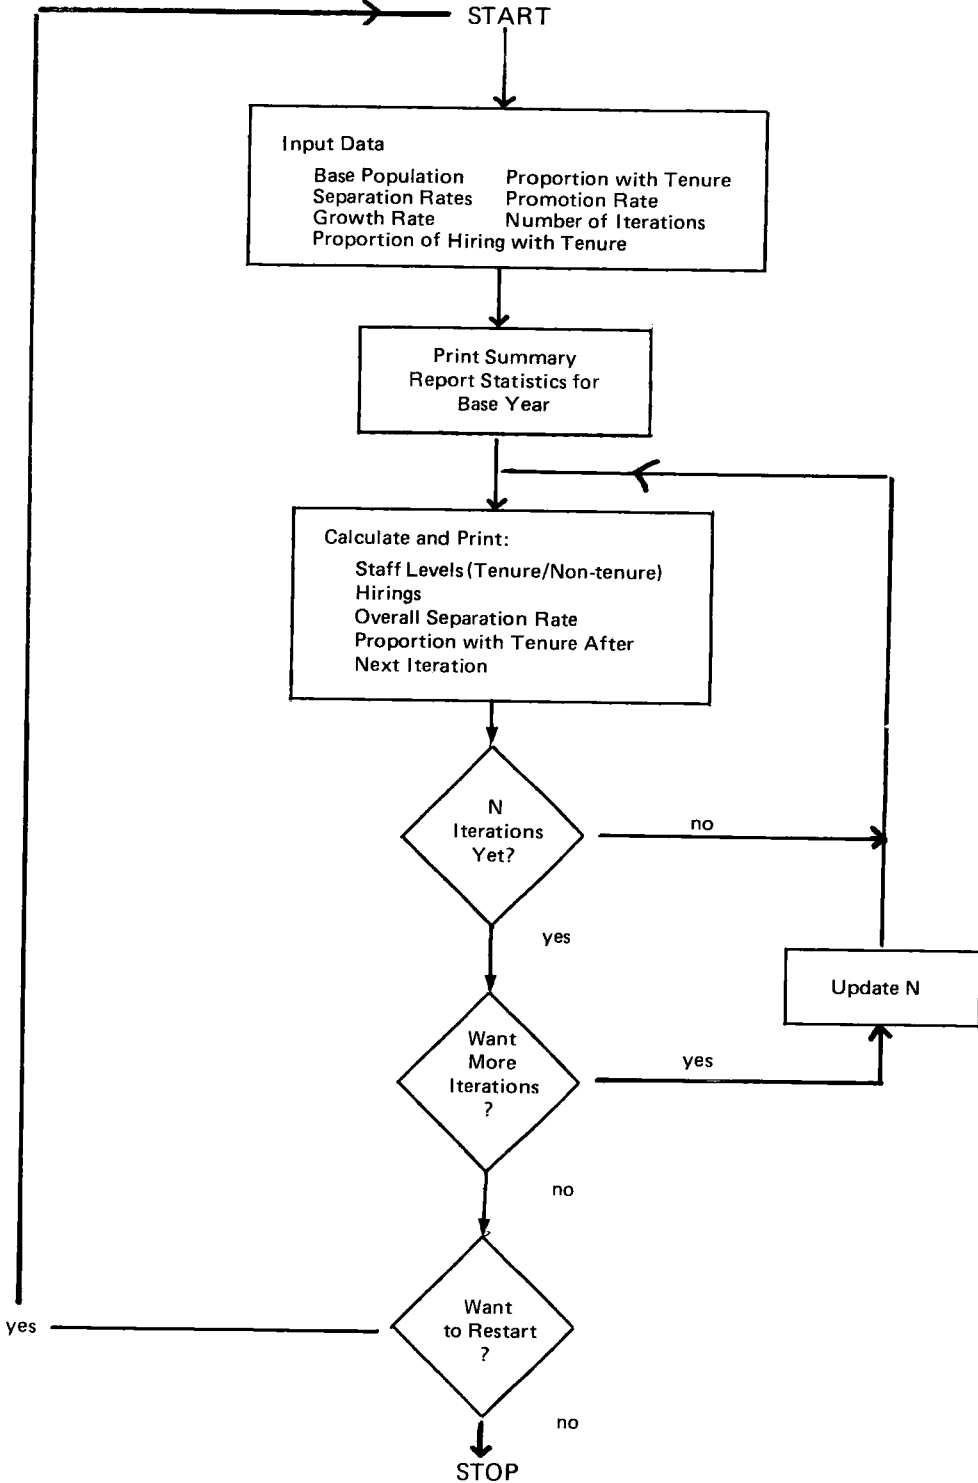 START
Input Data
Base Population Proportion with Tenure
Separation Rates Promotion Rate
Growth Rate Number of Iterations
Proportion of Hiring with Tenure
Print Summary
Report Statistics for
Base Year
Calculate and Print:
Staff Levels (Tenure/Non-tenure)
Hirings
Overall Separation Rate
Proportion with Tenure After
Next Iteration
N
Iterations
Yet?
no
yes
Update N
Want
More
Iterations
?
yes
no
Want
to Restart
?
yes
no
STOP